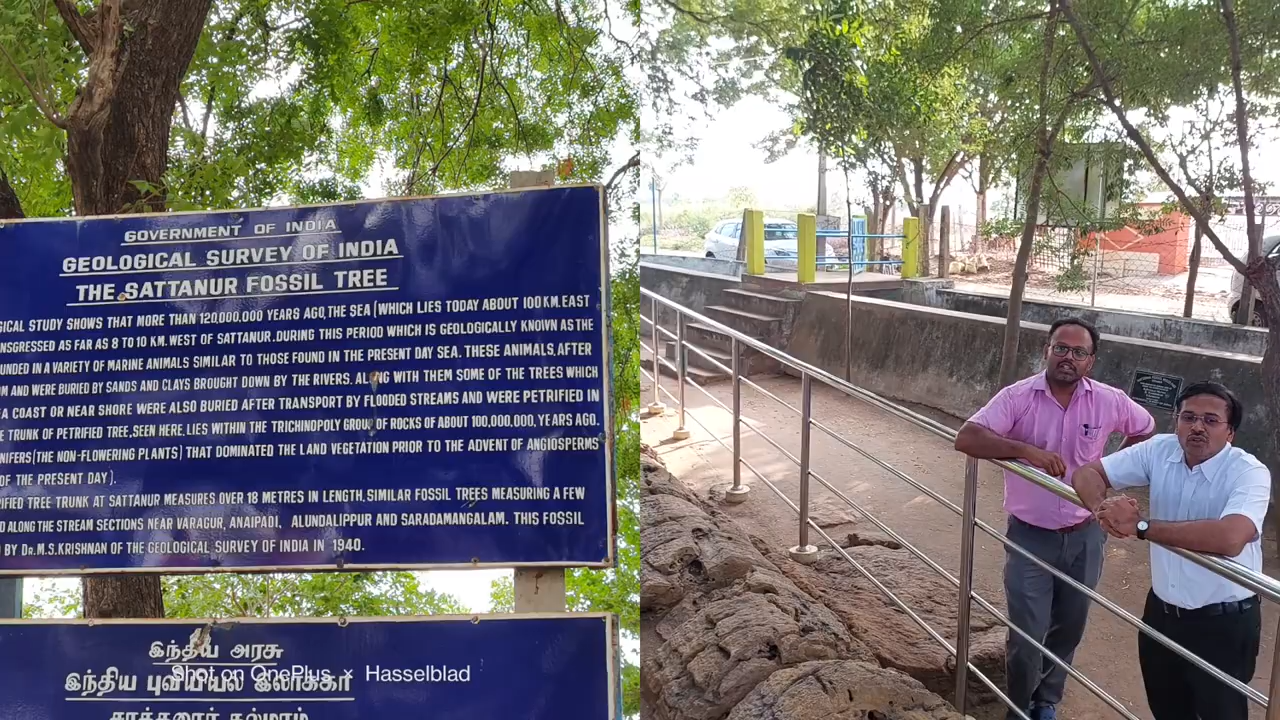 GOVERNMENT OF INDIA
GEOLOGICAL SURVEY OF INDIA
THE SATTANUR FOSSIL TREE
GICAL STUDY SHOWS THAT MORE THAN 120,000,000 YEARS AGO, THE SEA (WHICH LIES TODAY ABOUT 100 KM. EAST
NSGRESSED AS FAR AS 8 TO 10 KM. WEST OF SATTANUR. DURING THIS PERIOD WHICH IS GEOLOGICALLY KNOWN AS THE
UNDED IN A VARIETY OF MARINE ANIMALS SIMILAR TO THOSE FOUND IN THE PRESENT DAY SEA. THESE ANIMALS, AFTER
AND WERE BURIED BY SANDS AND CLAYS BROUGHT DOWN BY THE RIVERS. ALONG WITH THEM SOME OF THE TREES WHICH
COAST OR NEAR SHORE WERE ALSO BURIED AFTER TRANSPORT BY FLOODED STREAMS AND WERE PETRIFIED IN
TRUNK OF PETRIFIED TREE, SEEN HERE, LIES WITHIN THE TRICHINOPOLY GROUP OF ROCKS OF ABOUT 100,000,000, YEARS AGO.
NIFERS (THE NON-FLOWERING PLANTS) THAT DOMINATED THE LAND VEGETATION PRIOR TO THE ADVENT OF ANGIOSPERMS
OF THE PRESENT DAY).
RIFIED TREE TRUNK AT SATTANUR MEASURES OVER 18 METRES IN LENGTH. SIMILAR FOSSIL TREES MEASURING A FEW
D ALONG THE STREAM SECTIONS NEAR VARAGUR, ANAIPADI, ALUNDALIPPUR AND SARADAMANGALAM. THIS FOSSIL
BY DR. M.S. KRISHNAN OF THE GEOLOGICAL SURVEY OF INDIA IN 1940.
இந்திய அரசு
இந்திய புவியியல் இலாக்கா
Shot on OnePlus × Hasselblad